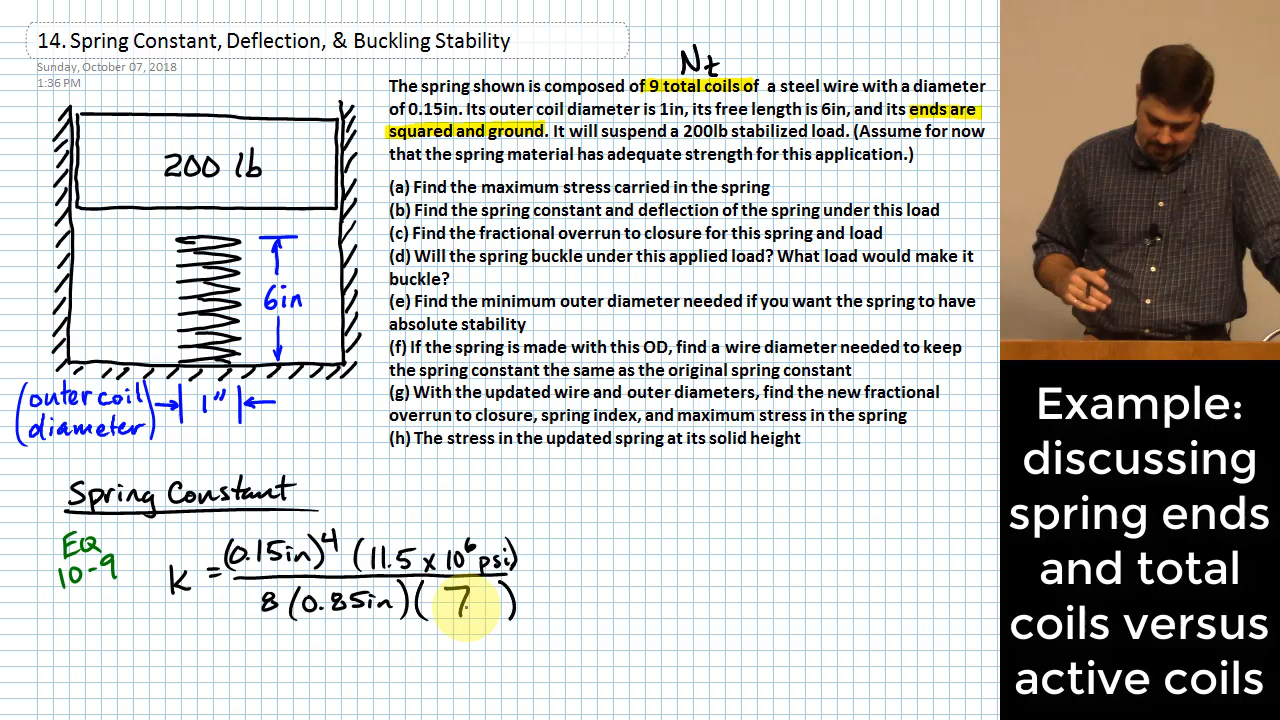 14. Spring Constant, Deflection, & Buckling Stability
Sunday, October 07, 2018
1:36 PM
Nt
The spring shown is composed of 9 total coils of a steel wire with a diameter
of 0.15in. Its outer coil diameter is 1in, its free length is 6in, and its ends are
squared and ground. It will suspend a 200lb stabilized load. (Assume for now
that the spring material has adequate strength for this application.)
(a) Find the maximum stress carried in the spring
(b) Find the spring constant and deflection of the spring under this load
(c) Find the fractional overrun to closure for this spring and load
(d) Will the spring buckle under this applied load? What load would make it
buckle?
(e) Find the minimum outer diameter needed if you want the spring to have
absolute stability
(f) If the spring is made with this OD, find a wire diameter needed to keep
the spring constant the same as the original spring constant
(g) With the updated wire and outer diameters, find the new fractional
overrun to closure, spring index, and maximum stress in the spring
(h) The stress in the updated spring at its solid height
200 lb
6in
(outer coil
diameter)
1"
Spring Constant
EQ
10-9
k = (0.15in)^4 (11.5 x 10^6 psi)
8 (0.85in)( 7 )
Example:
discussing
spring ends
and total
coils versus
active coils